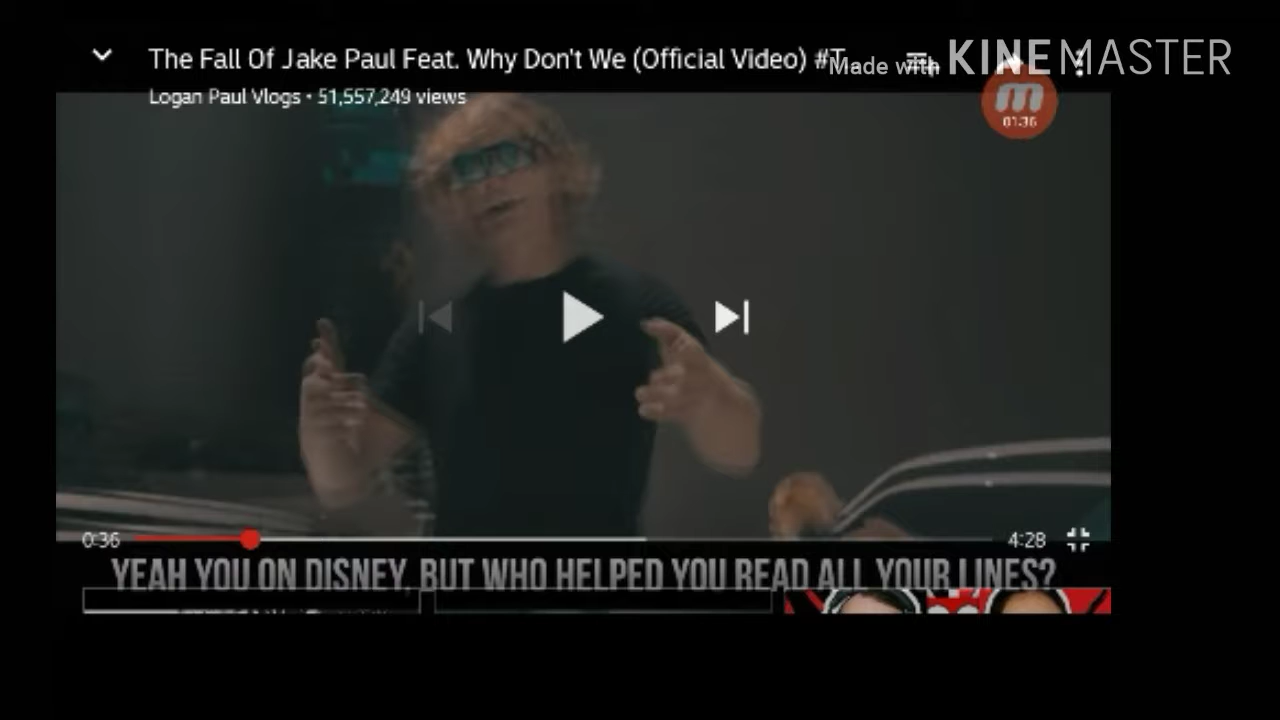 The Fall Of Jake Paul Feat. Why Don't We (Official Video) #T...
Made with KINEMASTER
Logan Paul Vlogs • 51,557,249 views
01:36
0:36
4:28
YEAH YOU ON DISNEY, BUT WHO HELPED YOU READ ALL YOUR LINES?